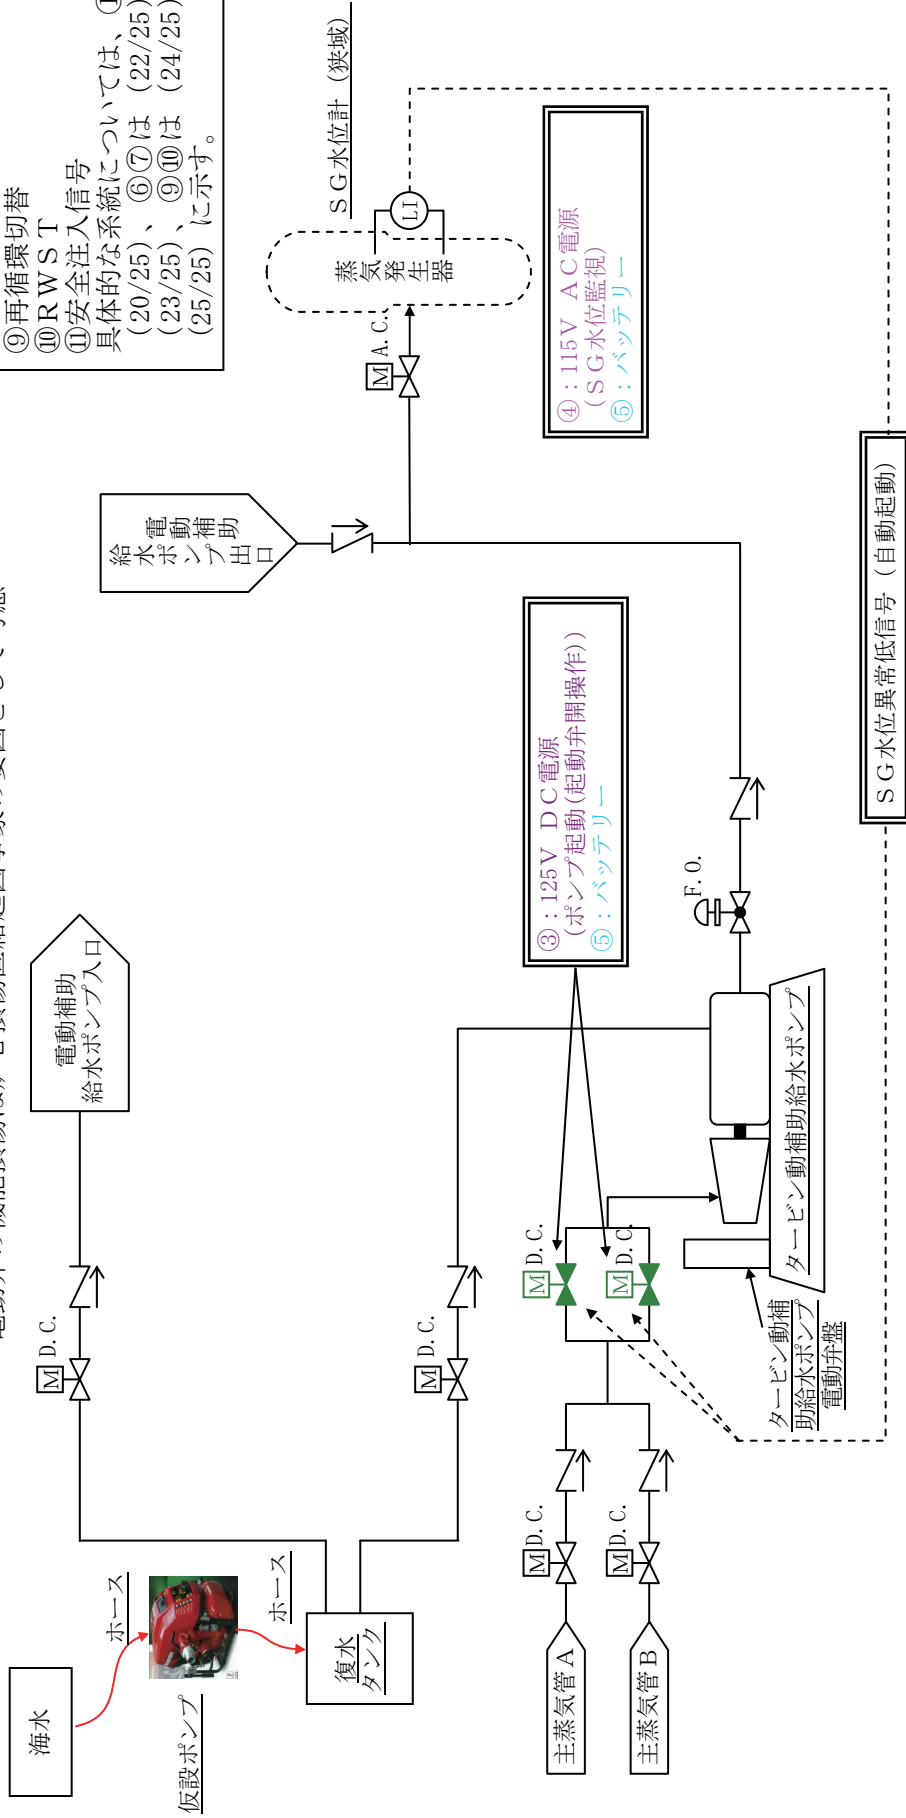 ⑨再循環切替
⑩ＲＷＳＴ
⑪安全注入信号
具体的な系統については、①
(20/25)、⑥⑦は (22/25)
(23/25)、⑨⑩は (24/25)
(25/25) に示す。
海水
ホース
仮設ポンプ
ホース
復水
タンク
M D.C.
電動補助
給水ポンプ入口
M D.C.
主蒸気管A
主蒸気管B
M D.C.
M D.C.
M D.C.
M D.C.
③：125V DC電源
(ポンプ起動(起動弁開操作))
⑤：バッテリー
タービン動補
助給水ポンプ
電動弁盤
タービン動補助給水ポンプ
F.O.
電動補助
給水ポンプ出口
M A.C.
蒸気発生器
LI
SG水位計（狭域）
④：115V AC電源
(SG水位監視)
⑤：バッテリー
SG水位異常低信号（自動起動）